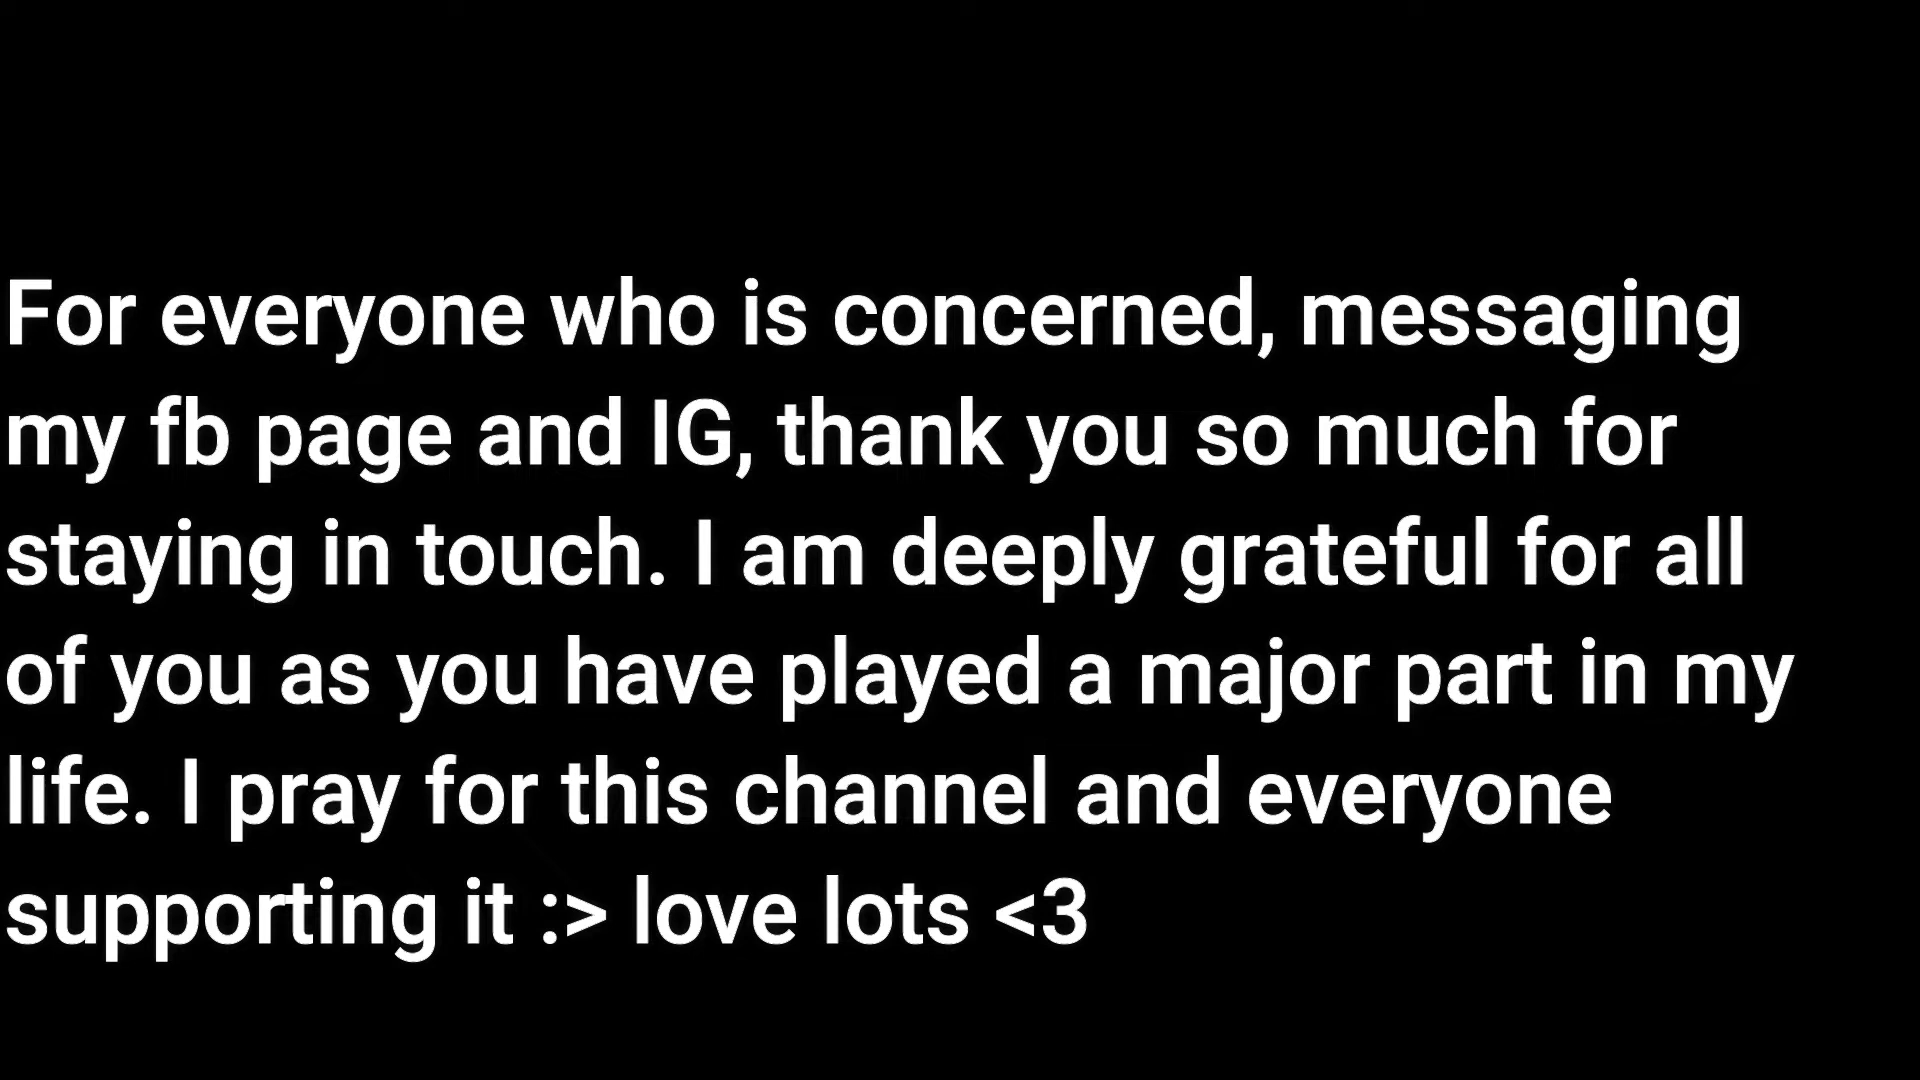 For everyone who is concerned, messaging
my fb page and IG, thank you so much for
staying in touch. I am deeply grateful for all
of you as you have played a major part in my
life. I pray for this channel and everyone
supporting it :> love lots <3